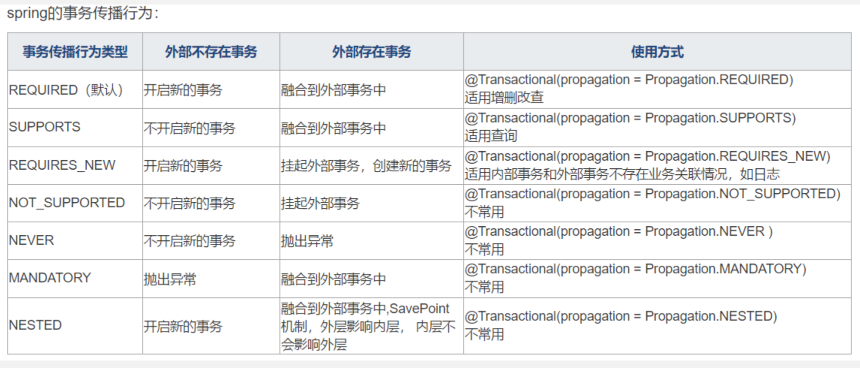 spring的事务传播行为：
事务传播行为类型 外部不存在事务 外部存在事务 使用方式
REQUIRED（默认） 开启新的事务 融合到外部事务中 @Transactional(propagation = Propagation.REQUIRED)
适用增删改查
SUPPORTS 不开启新的事务 融合到外部事务中 @Transactional(propagation = Propagation.SUPPORTS)
适用查询
REQUIRES_NEW 开启新的事务 挂起外部事务，创建新的事务 @Transactional(propagation = Propagation.REQUIRES_NEW)
适用内部事务和外部事务不存在业务关联情况，如日志
NOT_SUPPORTED 不开启新的事务 挂起外部事务 @Transactional(propagation = Propagation.NOT_SUPPORTED)
不常用
NEVER 不开启新的事务 抛出异常 @Transactional(propagation = Propagation.NEVER )
不常用
MANDATORY 抛出异常 融合到外部事务中 @Transactional(propagation = Propagation.MANDATORY)
不常用
NESTED 开启新的事务 融合到外部事务中,SavePoint
机制，外层影响内层， 内层不
会影响外层 @Transactional(propagation = Propagation.NESTED)
不常用